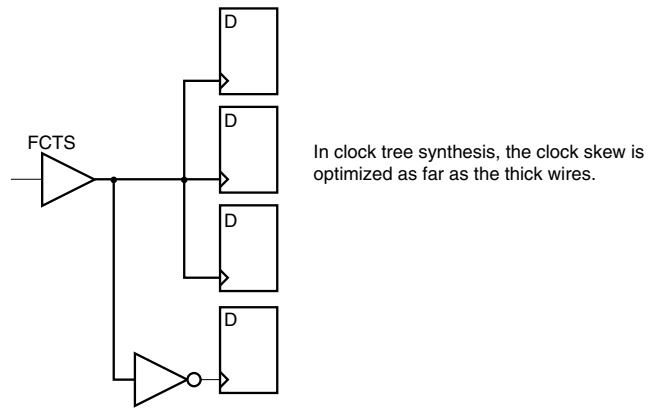 D
D
FCTS
In clock tree synthesis, the clock skew is
optimized as far as the thick wires.
D
D